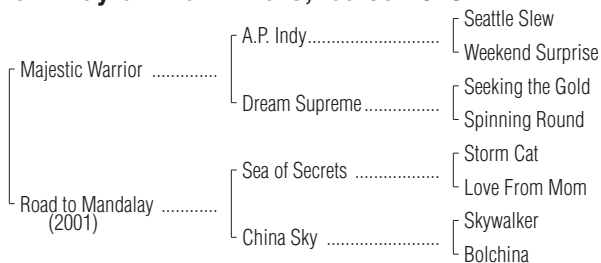 Seattle Slew
A.P. Indy
Weekend Surprise
Majestic Warrior
Seeking the Gold
Dream Supreme
Spinning Round
Storm Cat
Sea of Secrets
Love From Mom
Road to Mandalay
(2001)
Skywalker
China Sky
Bolchina